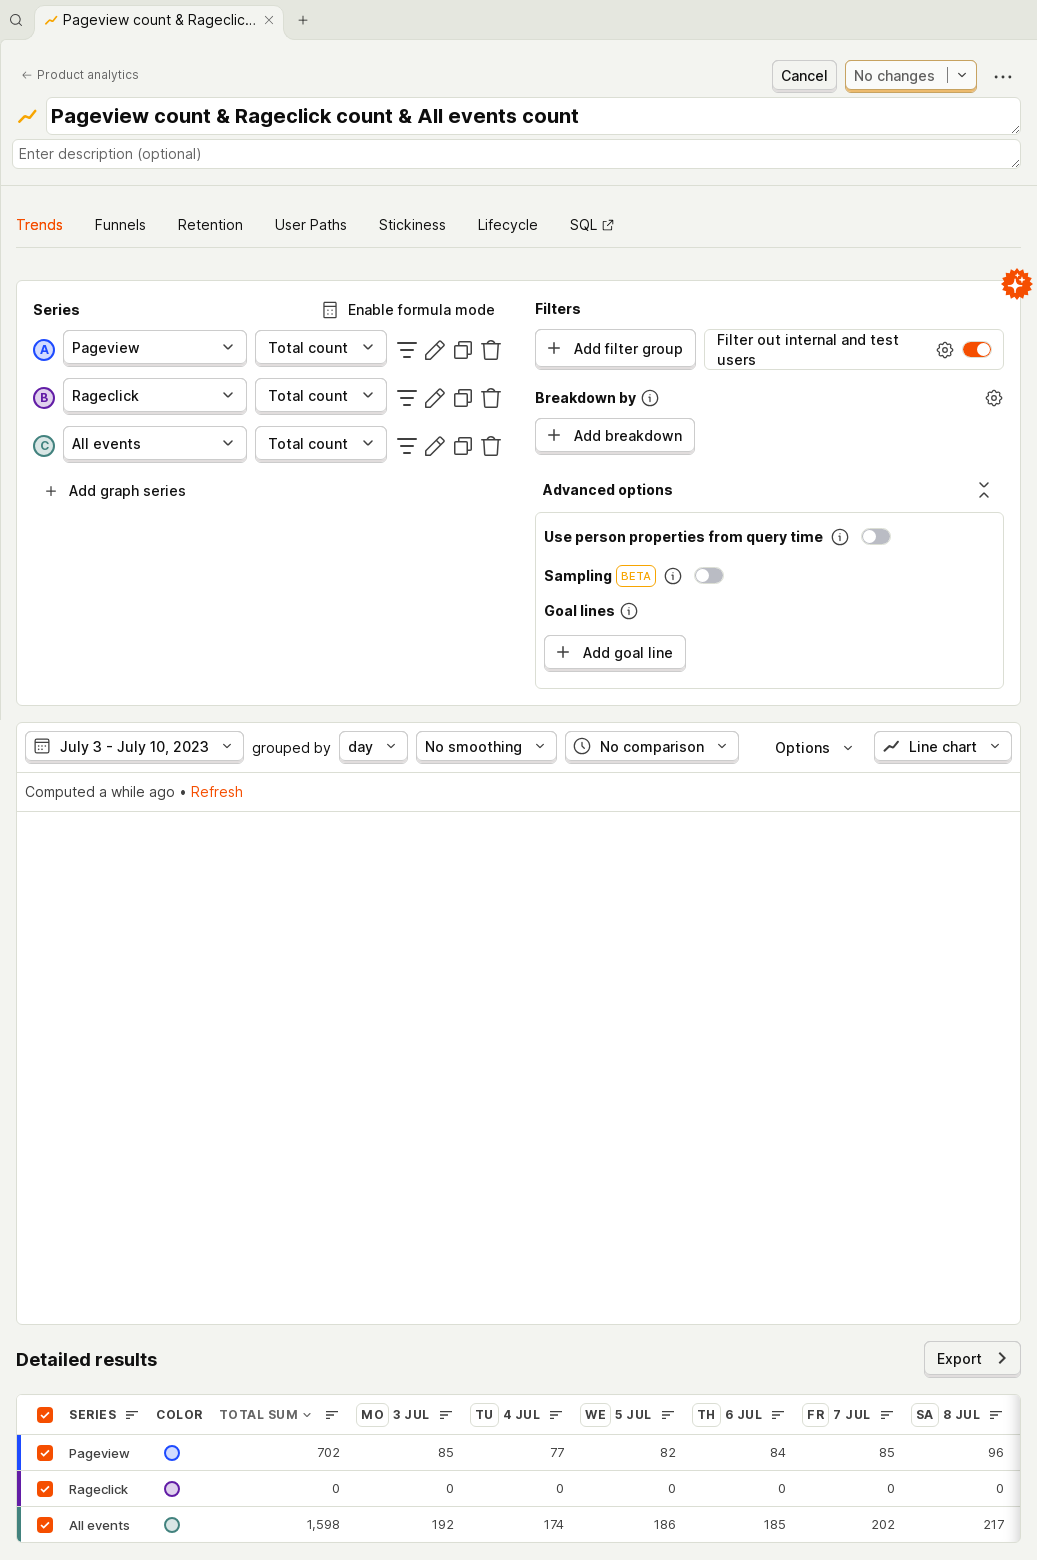 Pageview count & Rageclic...
Product analytics
Cancel
No changes
Pageview count & Rageclick count & All events count
Enter description (optional)
Trends Funnels Retention User Paths Stickiness Lifecycle SQL
Series
Enable formula mode
A Pageview Total count
B Rageclick Total count
C All events Total count
Add graph series
Filters
Add filter group
Filter out internal and test
users
Breakdown by
Add breakdown
Advanced options
Use person properties from query time
Sampling BETA
Goal lines
Add goal line
July 3 - July 10, 2023 grouped by day No smoothing No comparison Options Line chart
Computed a while ago • Refresh
Detailed results
Export
SERIES COLOR TOTAL SUM MO 3 JUL TU 4 JUL WE 5 JUL TH 6 JUL FR 7 JUL SA 8 JUL
Pageview 702 85 77 82 84 85 96
Rageclick 0 0 0 0 0 0 0
All events 1,598 192 174 186 185 202 217